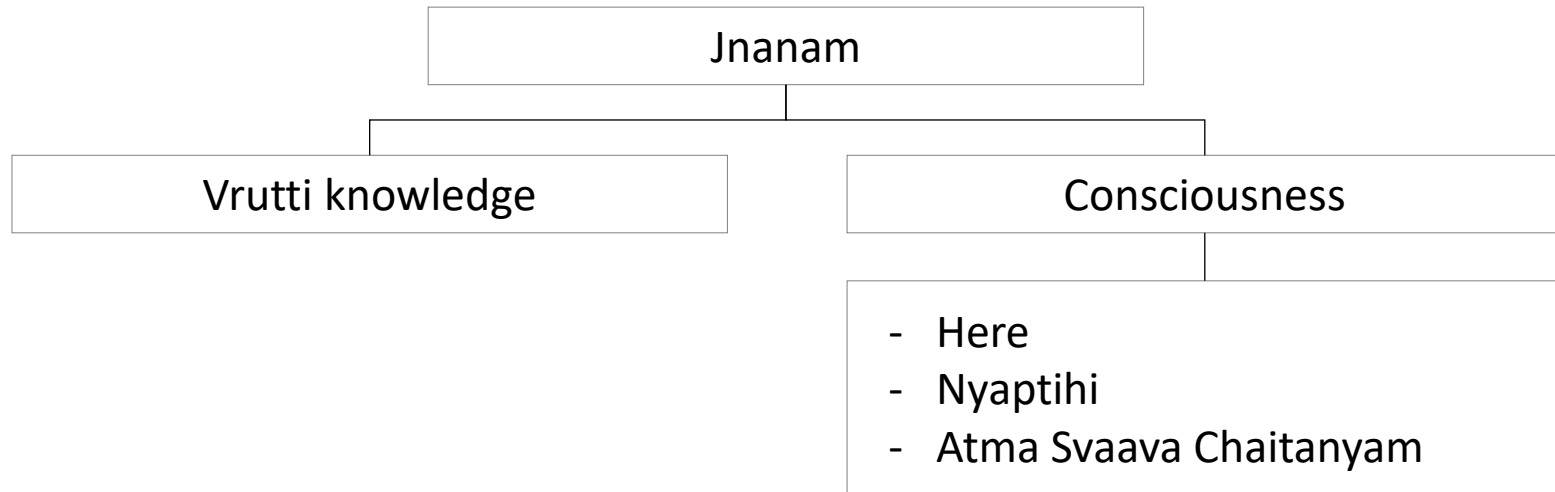 Jnanam
Vrutti knowledge
Consciousness
- Here
- Nyaptihi
- Atma Svaava Chaitanyam